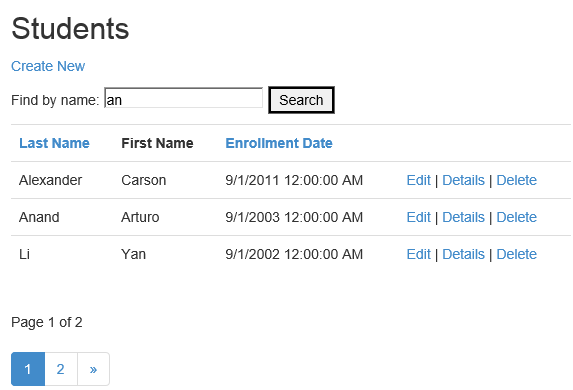 Students
Create New
Find by name: an Search
Last Name First Name Enrollment Date
Alexander Carson 9/1/2011 12:00:00 AM Edit | Details | Delete
Anand Arturo 9/1/2003 12:00:00 AM Edit | Details | Delete
Li Yan 9/1/2002 12:00:00 AM Edit | Details | Delete
Page 1 of 2
1 2 »